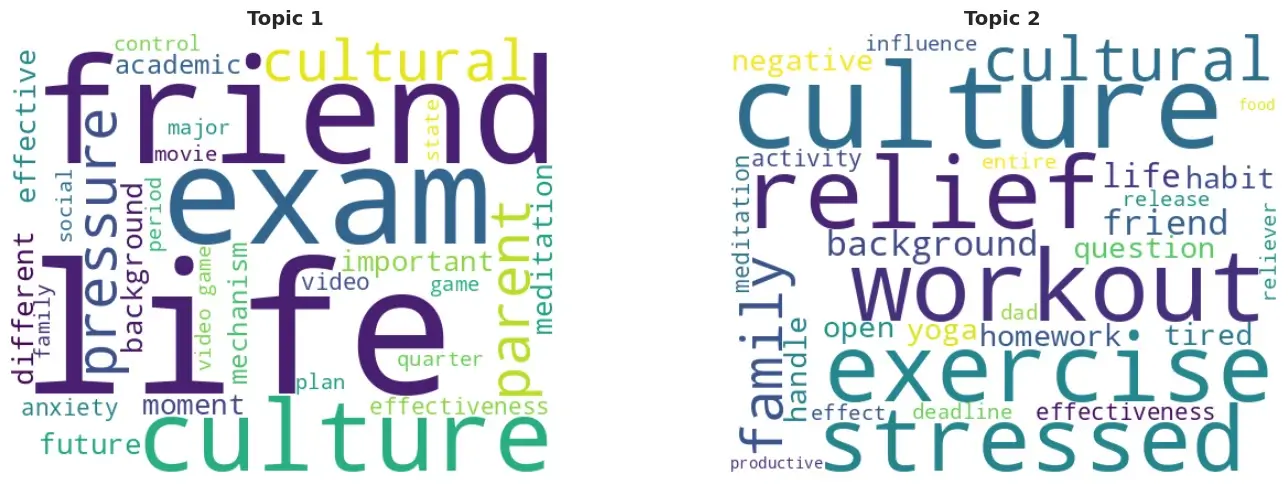 Topic 1
control
academic
cultural
effective
friend
major
movie
state
pressure
exam
social
background
period
meditation
different
family
life
video game
mechanism
important
video
game
parent
quarter
plan
anxiety
moment
effectiveness
future
culture
Topic 2
influence
negative
cultural
culture
food
meditation
activity
entire
relief
life
habit
release
friend
reliever
background
question
workout
family
dad
handle
open
yoga
homework
tired
exercise
effect
deadline
effectiveness
productive
stressed